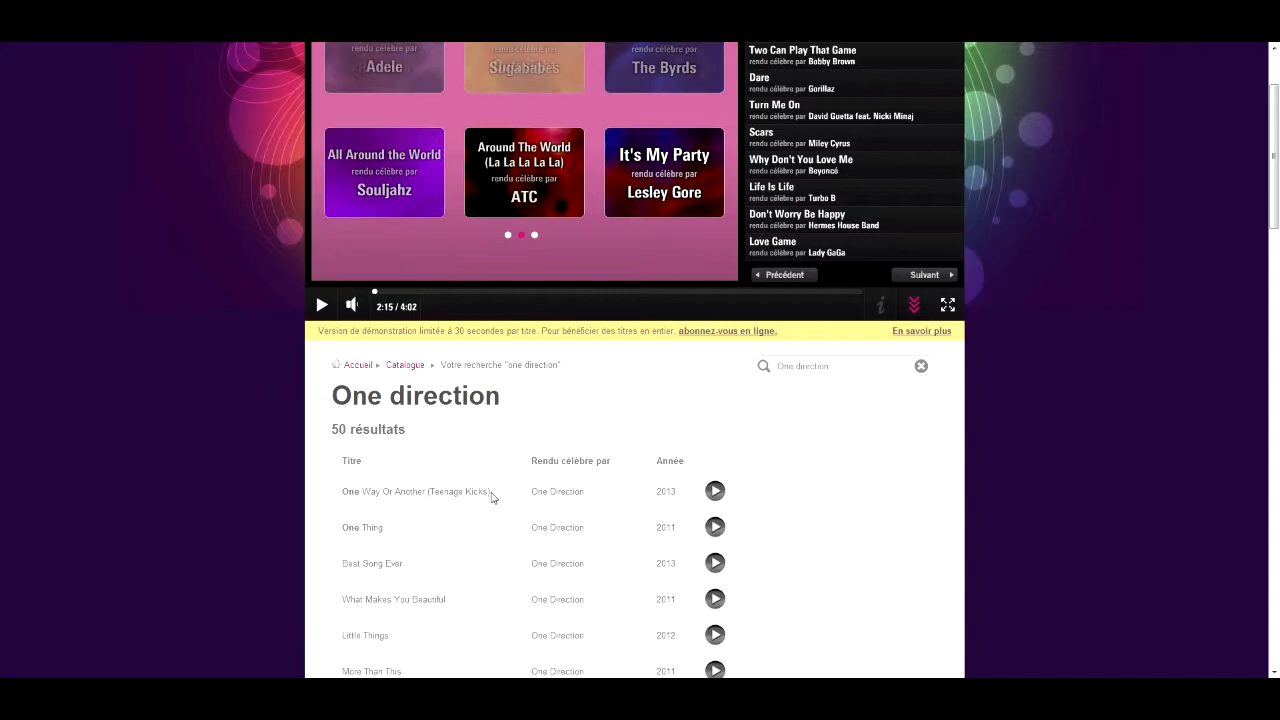 rendu célèbre par
Adele
rendu célèbre par
Sugababes
rendu célèbre par
The Byrds
All Around the World
rendu célèbre par
Souljahz
Around The World
(La La La La La)
rendu célèbre par
ATC
It's My Party
rendu célèbre par
Lesley Gore
Two Can Play That Game
rendu célèbre par Bobby Brown
Dare
rendu célèbre par Gorillaz
Turn Me On
rendu célèbre par David Guetta feat. Nicki Minaj
Scars
rendu célèbre par Miley Cyrus
Why Don't You Love Me
rendu célèbre par Beyoncé
Life Is Life
rendu célèbre par Turbo B
Don't Worry Be Happy
rendu célèbre par Hermes House Band
Love Game
rendu célèbre par Lady GaGa
Précédent
Suivant
2:15 / 4:02
i
Version de démonstration limitée à 30 secondes par titre. Pour bénéficier des titres en entier, abonnez-vous en ligne.
En savoir plus
Accueil Catalogue Votre recherche "one direction"
One direction
One direction
50 résultats
Titre Rendu célèbre par Année
One Way Or Another (Teenage Kicks) One Direction 2013
One Thing One Direction 2011
Best Song Ever One Direction 2013
What Makes You Beautiful One Direction 2011
Little Things One Direction 2012
More Than This One Direction 2011